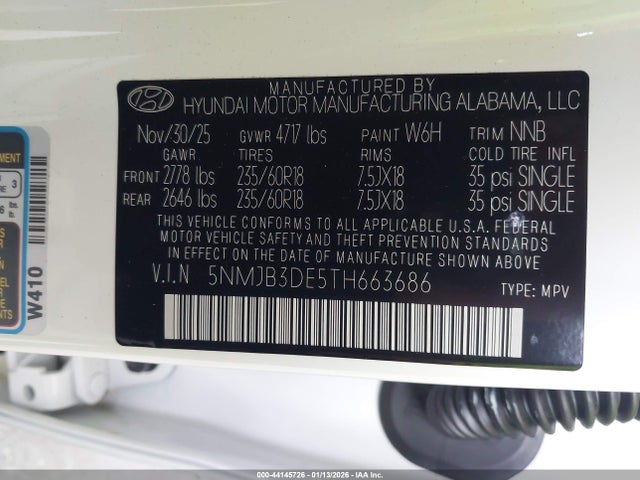 MANUFACTURED BY
HYUNDAI MOTOR MANUFACTURING ALABAMA, LLC
Nov/30/25 GVWR 4717 lbs PAINT W6H TRIM NNB
GAWR TIRES RIMS COLD TIRE INFL
FRONT 2778 lbs 235/60R18 7.5JX18 35 psi SINGLE
REAR 2646 lbs 235/60R18 7.5JX18 35 psi SINGLE
THIS VEHICLE CONFORMS TO ALL APPLICABLE U.S.A. FEDERAL
MOTOR VEHICLE SAFETY AND THEFT PREVENTION STANDARDS
IN EFFECT ON THE DATE OF MANUFACTURE SHOWN ABOVE.
V.I.N 5NMJB3DE5TH663686 TYPE: MPV
W410
3
000-44145726 - 01/13/2026 - IAA Inc.